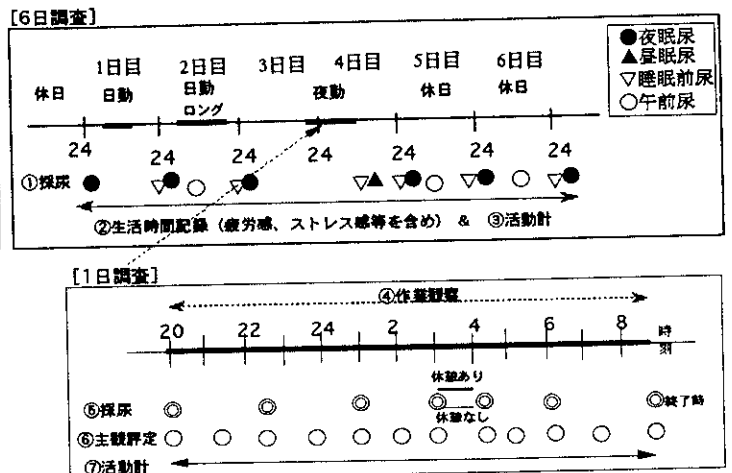 [6日調査]
●夜眠尿
▲昼眠尿
▽睡眠前尿
○午前尿
1日目 2日目 3日目 4日目 5日目 6日目
休日 日勤 日勤 夜勤 休日 休日
ロング
24 24 24 24 24 24 24
①採尿
②生活時間記録（疲労感、ストレス感等を含め） & ③活動計
[1日調査]
④作業観察
20 22 24 2 4 6 8 時刻
休憩あり
⑤採尿 終了時
休憩なし
⑥主観評定
⑦活動計